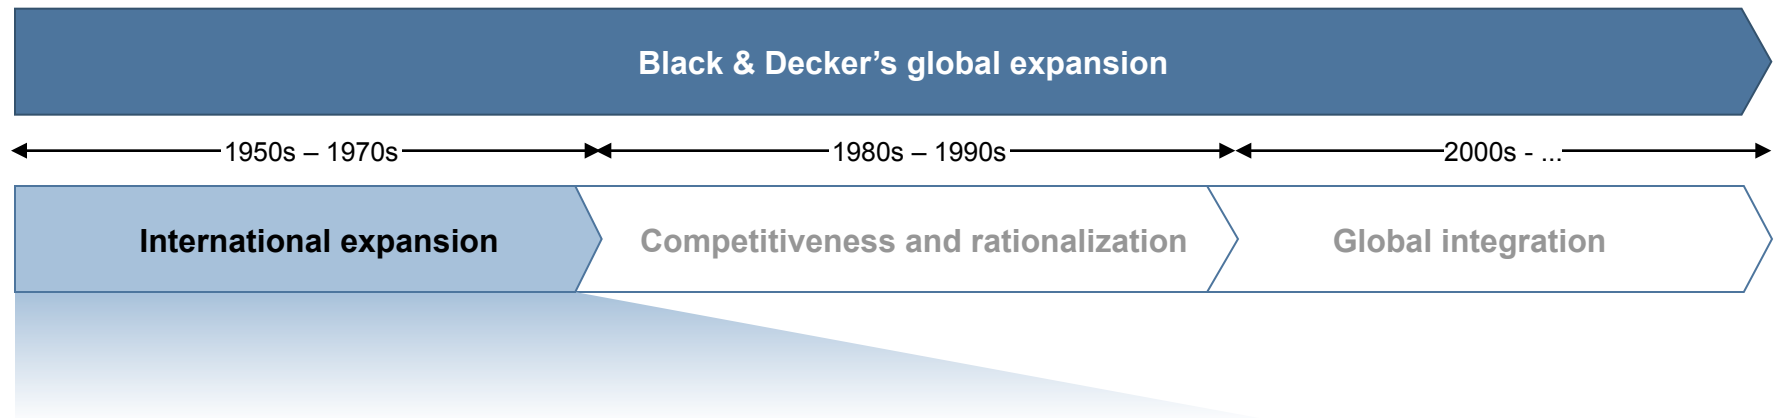 Black & Decker’s global expansion
1950s – 1970s
1980s – 1990s
2000s - ...
International expansion
Competitiveness and rationalization
Global integration